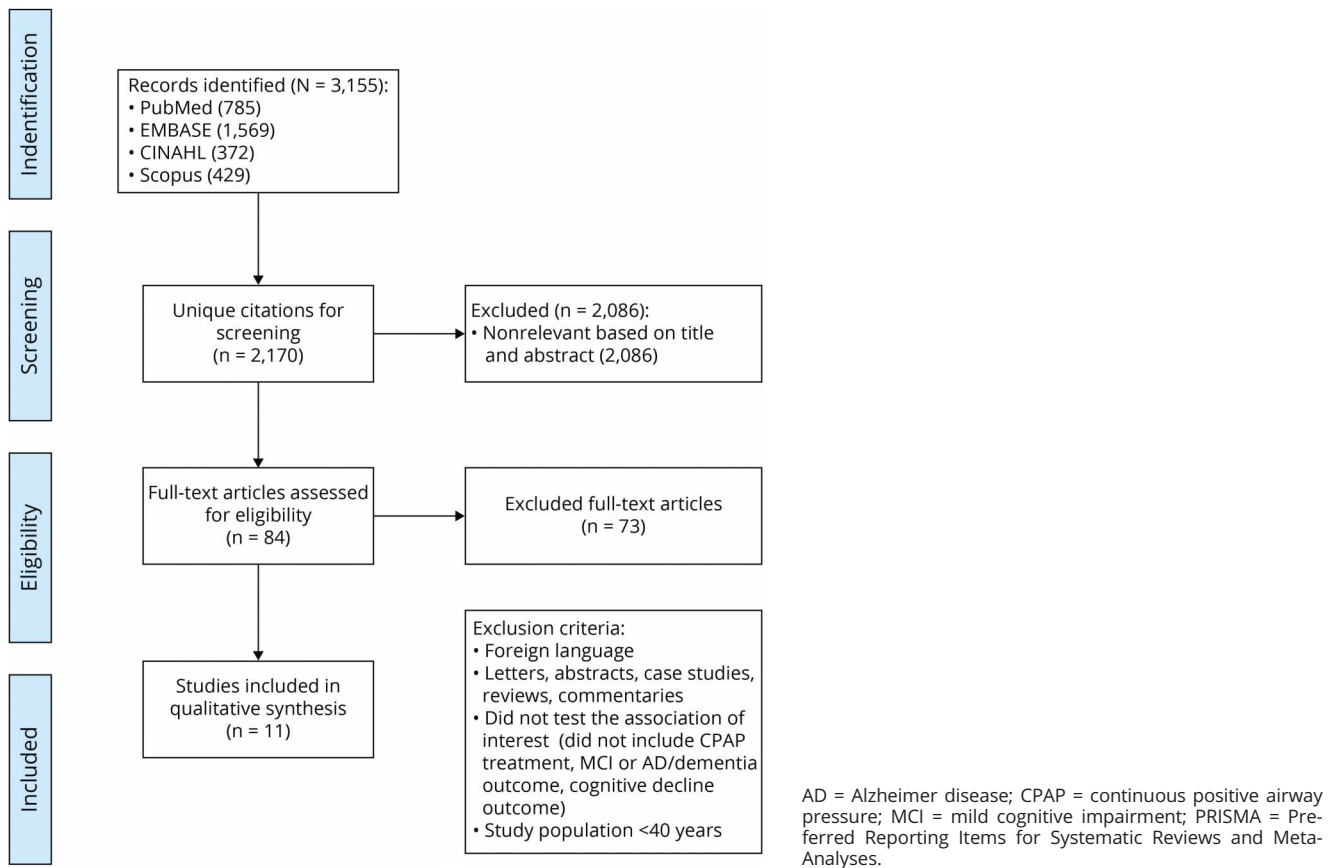 Indentification
Records identified (N = 3,155):
• PubMed (785)
• EMBASE (1,569)
• CINAHL (372)
• Scopus (429)
Screening
Unique citations for
screening
(n = 2,170)
Excluded (n = 2,086):
• Nonrelevant based on title
and abstract (2,086)
Eligibility
Full-text articles assessed
for eligibility
(n = 84)
Excluded full-text articles
(n = 73)
Included
Studies included in
qualitative synthesis
(n = 11)
Exclusion criteria:
• Foreign language
• Letters, abstracts, case studies,
reviews, commentaries
• Did not test the association of
interest (did not include CPAP
treatment, MCI or AD/dementia
outcome, cognitive decline
outcome)
• Study population <40 years
AD = Alzheimer disease; CPAP = continuous positive airway
pressure; MCI = mild cognitive impairment; PRISMA = Pre-
ferred Reporting Items for Systematic Reviews and Meta-
Analyses.